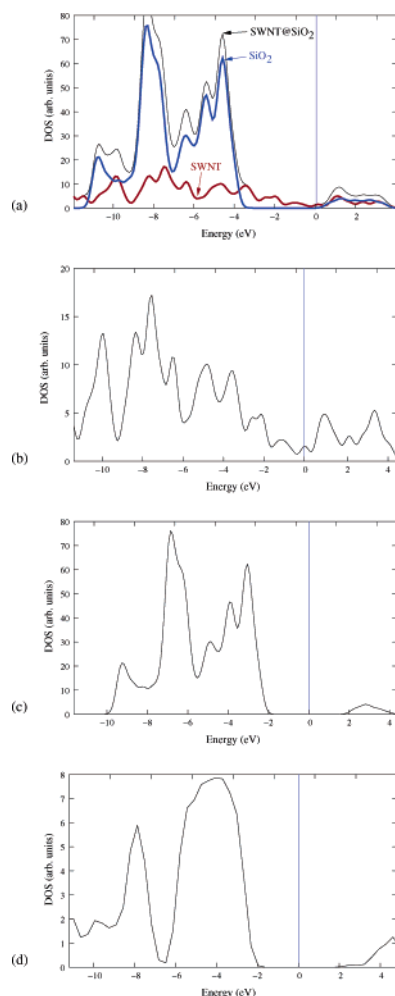 SWNT@SiO2
SiO2
SWNT
DOS (arb. units)
80
70
60
50
40
30
20
10
0
-10 -8 -6 -4 -2 0 2
Energy (eV)
(a)
DOS (arb. units)
20
15
10
5
0
-10 -8 -6 -4 -2 0 2 4
Energy (eV)
(b)
DOS (arb. units)
80
70
60
50
40
30
20
10
0
-10 -8 -6 -4 -2 0 2 4
Energy (eV)
(c)
DOS (arb. units)
8
7
6
5
4
3
2
1
0
-10 -8 -6 -4 -2 0 2 4
Energy (eV)
(d)